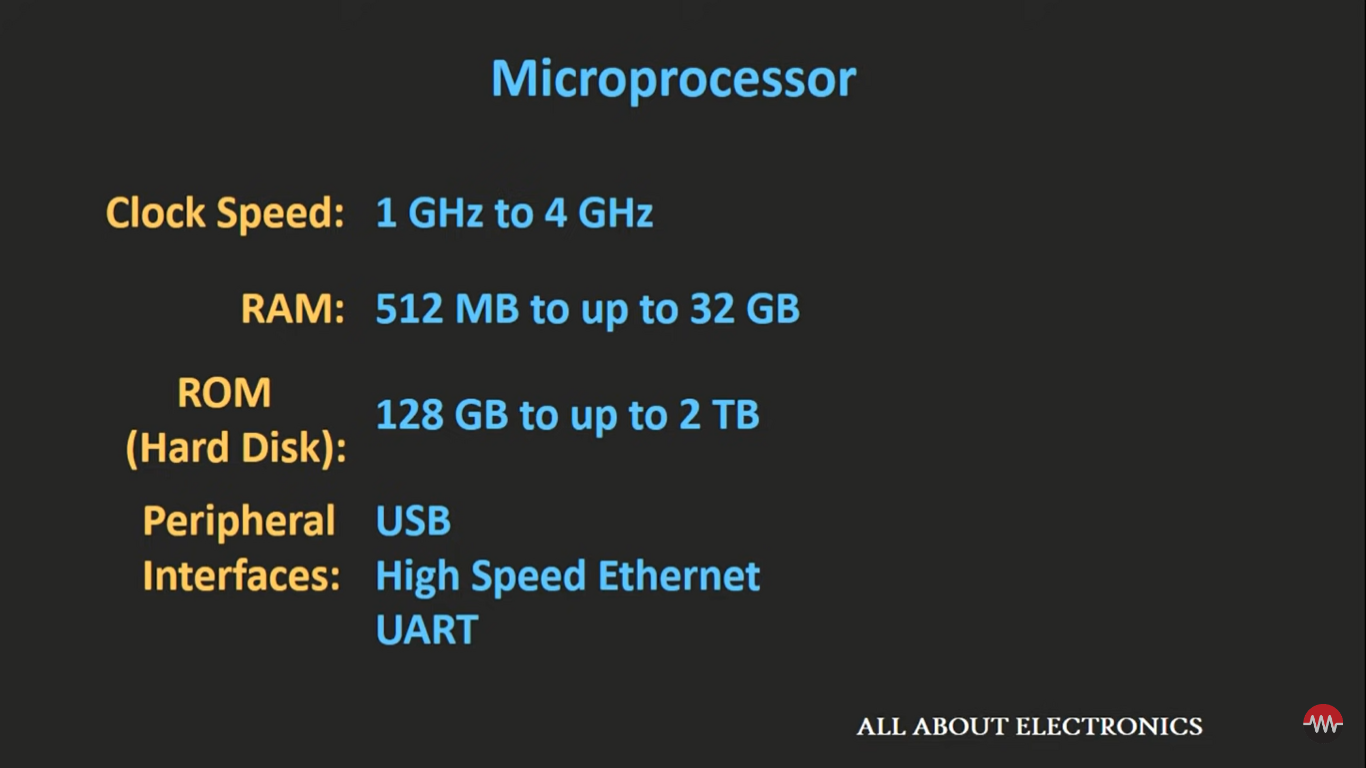 Microprocessor
Clock Speed: 1 GHz to 4 GHz
RAM: 512 MB to up to 32 GB
ROM
(Hard Disk): 128 GB to up to 2 TB
Peripheral USB
Interfaces: High Speed Ethernet
UART
ALL ABOUT ELECTRONICS